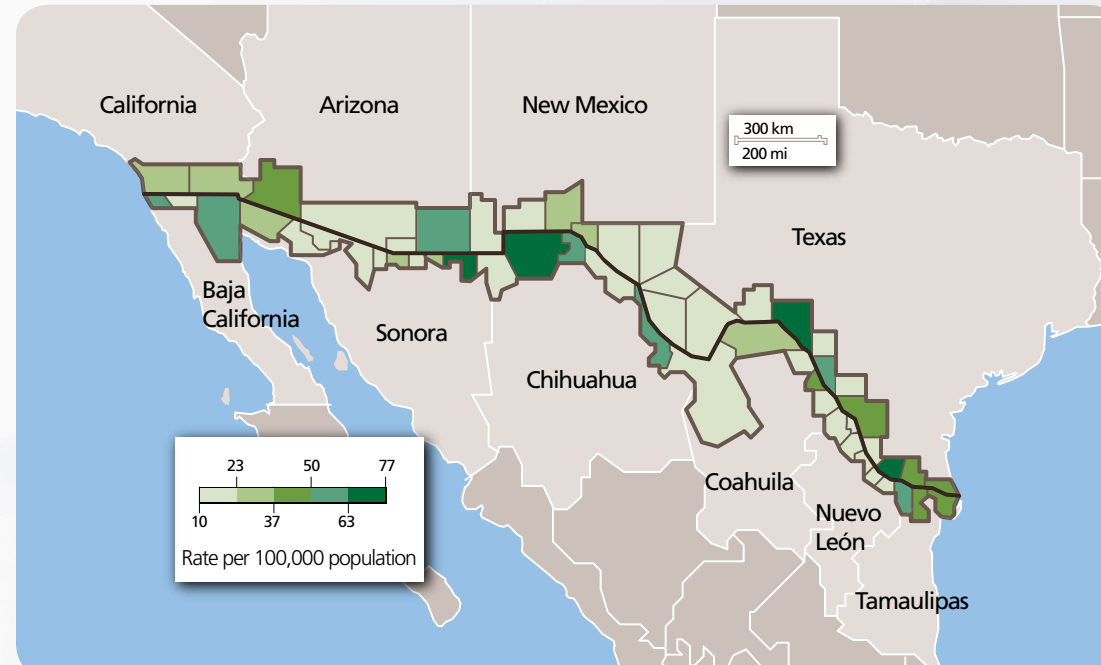 California
Arizona
New Mexico
300 km
200 mi
Texas
Baja
California
Sonora
Chihuahua
23 50 77
10 37 63
Rate per 100,000 population
Coahuila
Nuevo
León
Tamaulipas